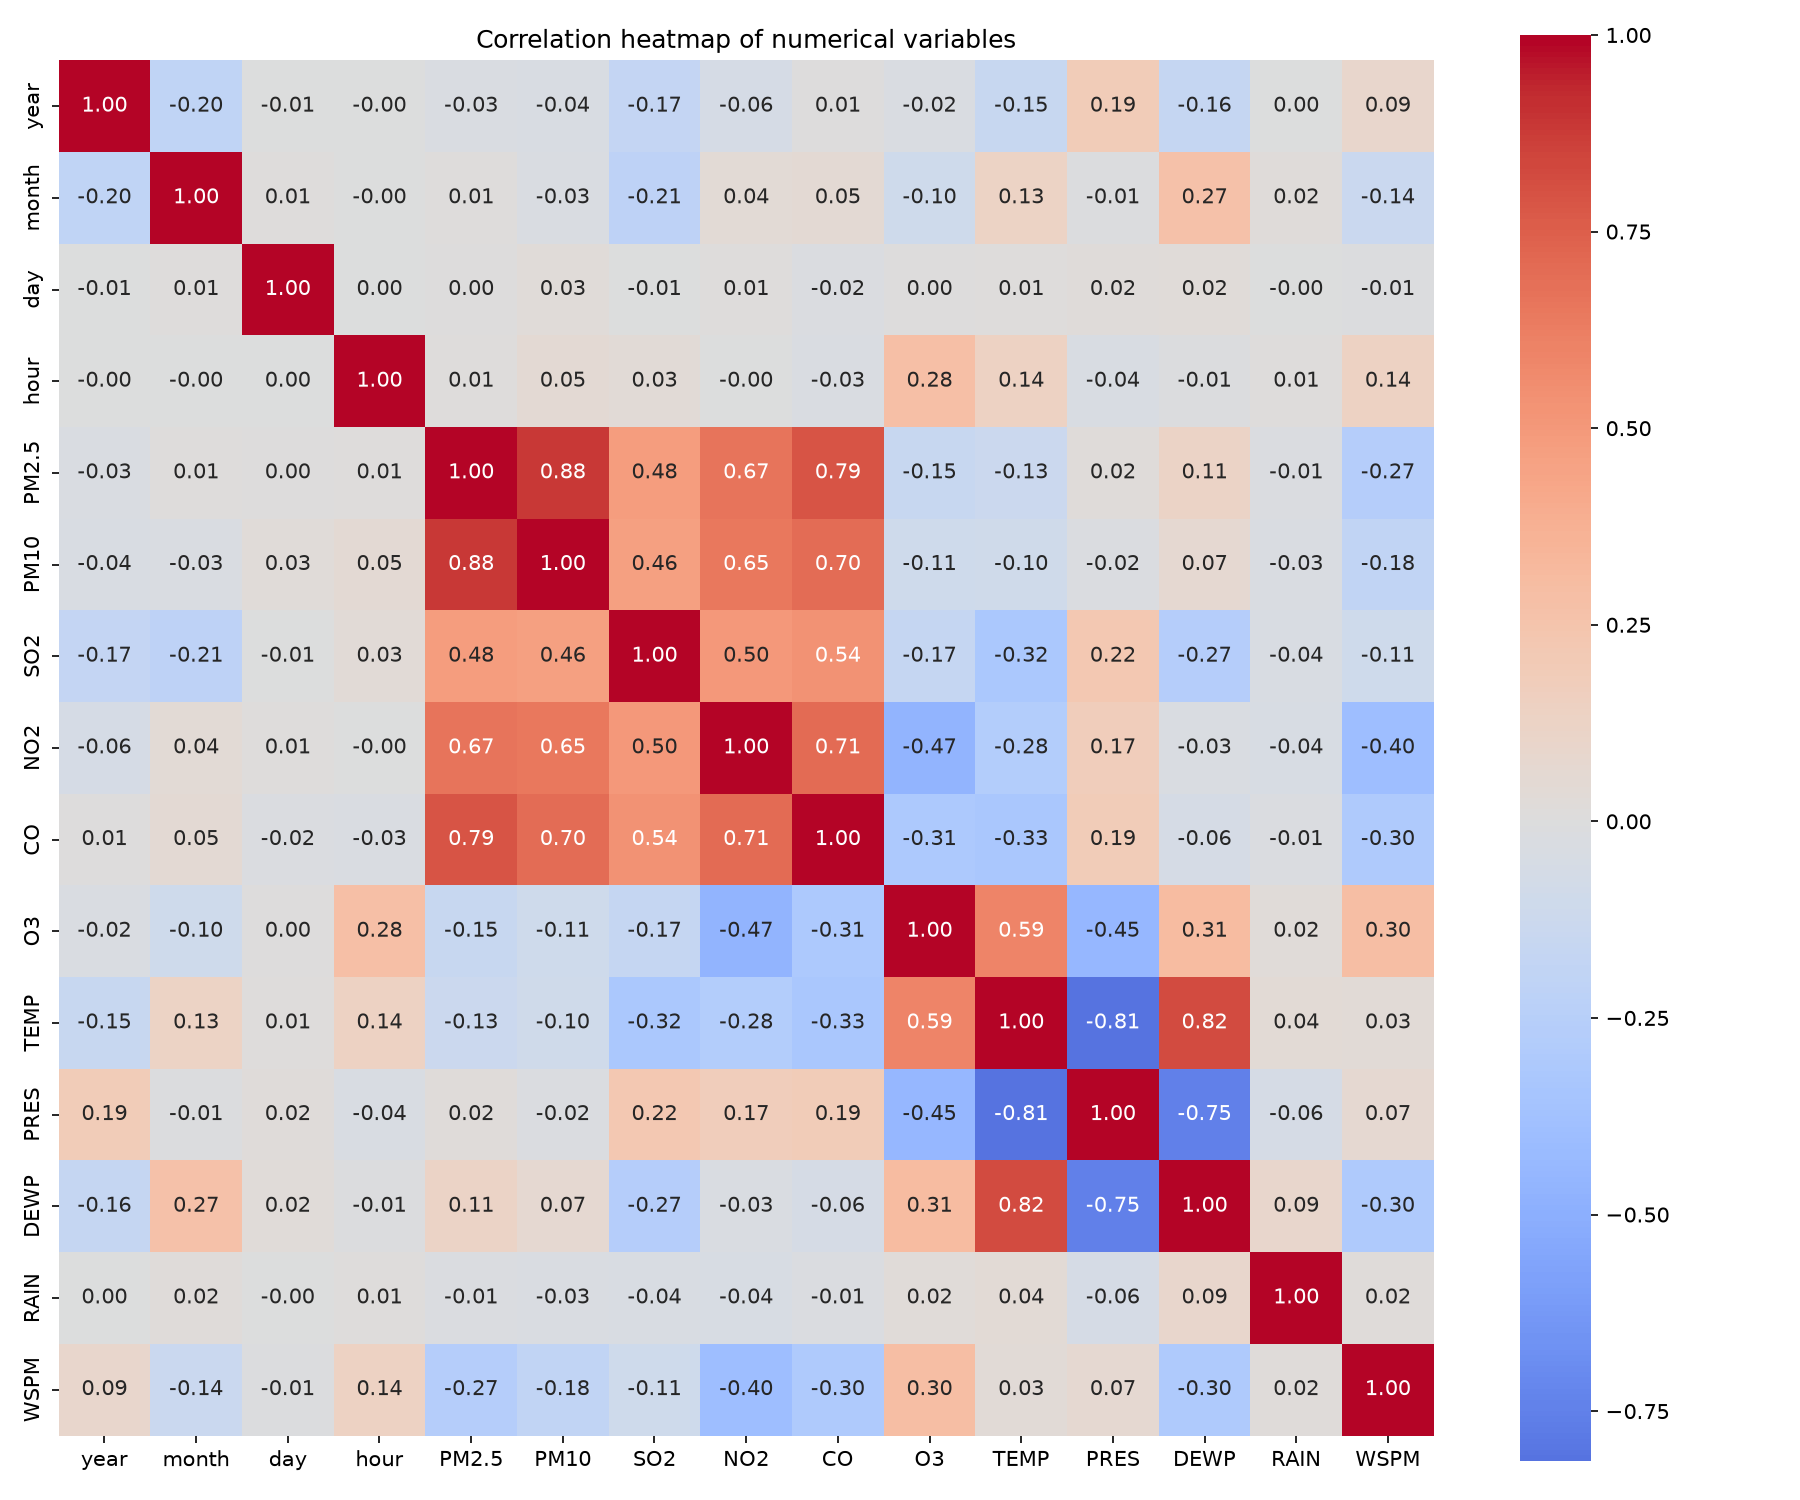 Correlation heatmap of numerical variables
year 1.00 -0.20 -0.01 -0.00 -0.03 -0.04 -0.17 -0.06 0.01 -0.02 -0.15 0.19 -0.16 0.00 0.09
month -0.20 1.00 0.01 -0.00 0.01 -0.03 -0.21 0.04 0.05 -0.10 0.13 -0.01 0.27 0.02 -0.14
day -0.01 0.01 1.00 0.00 0.00 0.03 -0.01 0.01 -0.02 0.00 0.01 0.02 0.02 -0.00 -0.01
hour -0.00 -0.00 0.00 1.00 0.01 0.05 0.03 -0.00 -0.03 0.28 0.14 -0.04 -0.01 0.01 0.14
PM2.5 -0.03 0.01 0.00 0.01 1.00 0.88 0.48 0.67 0.79 -0.15 -0.13 0.02 0.11 -0.01 -0.27
PM10 -0.04 -0.03 0.03 0.05 0.88 1.00 0.46 0.65 0.70 -0.11 -0.10 -0.02 0.07 -0.03 -0.18
SO2 -0.17 -0.21 -0.01 0.03 0.48 0.46 1.00 0.50 0.54 -0.17 -0.32 0.22 -0.27 -0.04 -0.11
NO2 -0.06 0.04 0.01 -0.00 0.67 0.65 0.50 1.00 0.71 -0.47 -0.28 0.17 -0.03 -0.04 -0.40
CO 0.01 0.05 -0.02 -0.03 0.79 0.70 0.54 0.71 1.00 -0.31 -0.33 0.19 -0.06 -0.01 -0.30
O3 -0.02 -0.10 0.00 0.28 -0.15 -0.11 -0.17 -0.47 -0.31 1.00 0.59 -0.45 0.31 0.02 0.30
TEMP -0.15 0.13 0.01 0.14 -0.13 -0.10 -0.32 -0.28 -0.33 0.59 1.00 -0.81 0.82 0.04 0.03
PRES 0.19 -0.01 0.02 -0.04 0.02 -0.02 0.22 0.17 0.19 -0.45 -0.81 1.00 -0.75 -0.06 0.07
DEWP -0.16 0.27 0.02 -0.01 0.11 0.07 -0.27 -0.03 -0.06 0.31 0.82 -0.75 1.00 0.09 -0.30
RAIN 0.00 0.02 -0.00 0.01 -0.01 -0.03 -0.04 -0.04 -0.01 0.02 0.04 -0.06 0.09 1.00 0.02
WSPM 0.09 -0.14 -0.01 0.14 -0.27 -0.18 -0.11 -0.40 -0.30 0.30 0.03 0.07 -0.30 0.02 1.00
year month day hour PM2.5 PM10 SO2 NO2 CO O3 TEMP PRES DEWP RAIN WSPM
1.00
0.75
0.50
0.25
0.00
−0.25
−0.50
−0.75